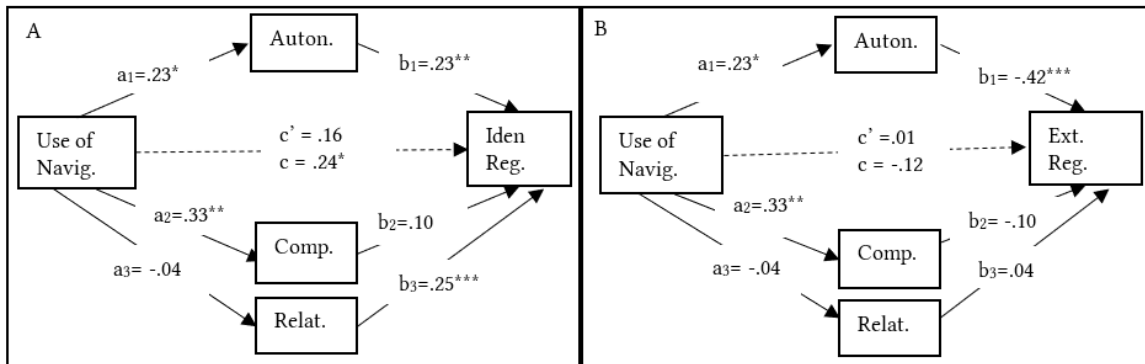 A
Auton.
a1=.23*
b1=.23**
Use of
Navig.
c’ = .16
c = .24*
Iden
Reg.
a2=.33**
b2=.10
Comp.
a3= -.04
b3=.25***
Relat.
B
Auton.
a1=.23*
b1= -.42***
Use of
Navig.
c’ = .01
c = -.12
Ext.
Reg.
a2=.33**
b2= -.10
Comp.
a3= -.04
b3=.04
Relat.